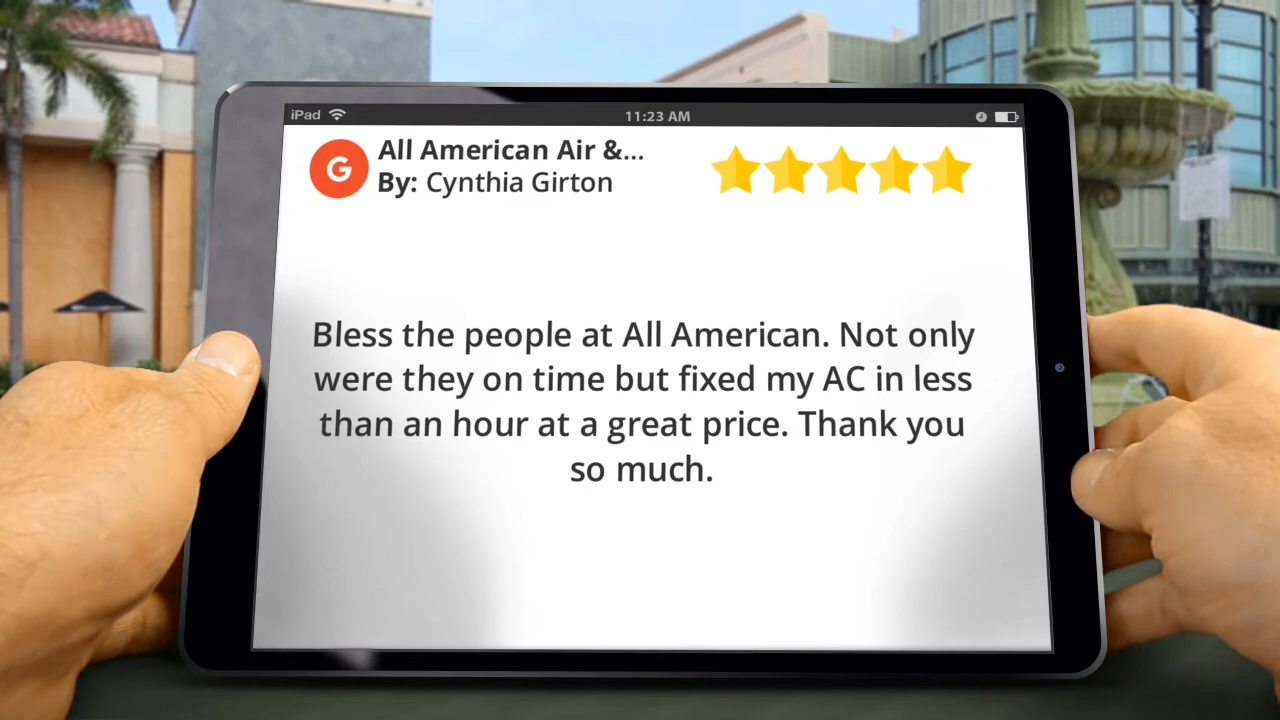 iPad 11:23 AM
G
All American Air &...
By: Cynthia Girton
Bless the people at All American. Not only
were they on time but fixed my AC in less
than an hour at a great price. Thank you
so much.